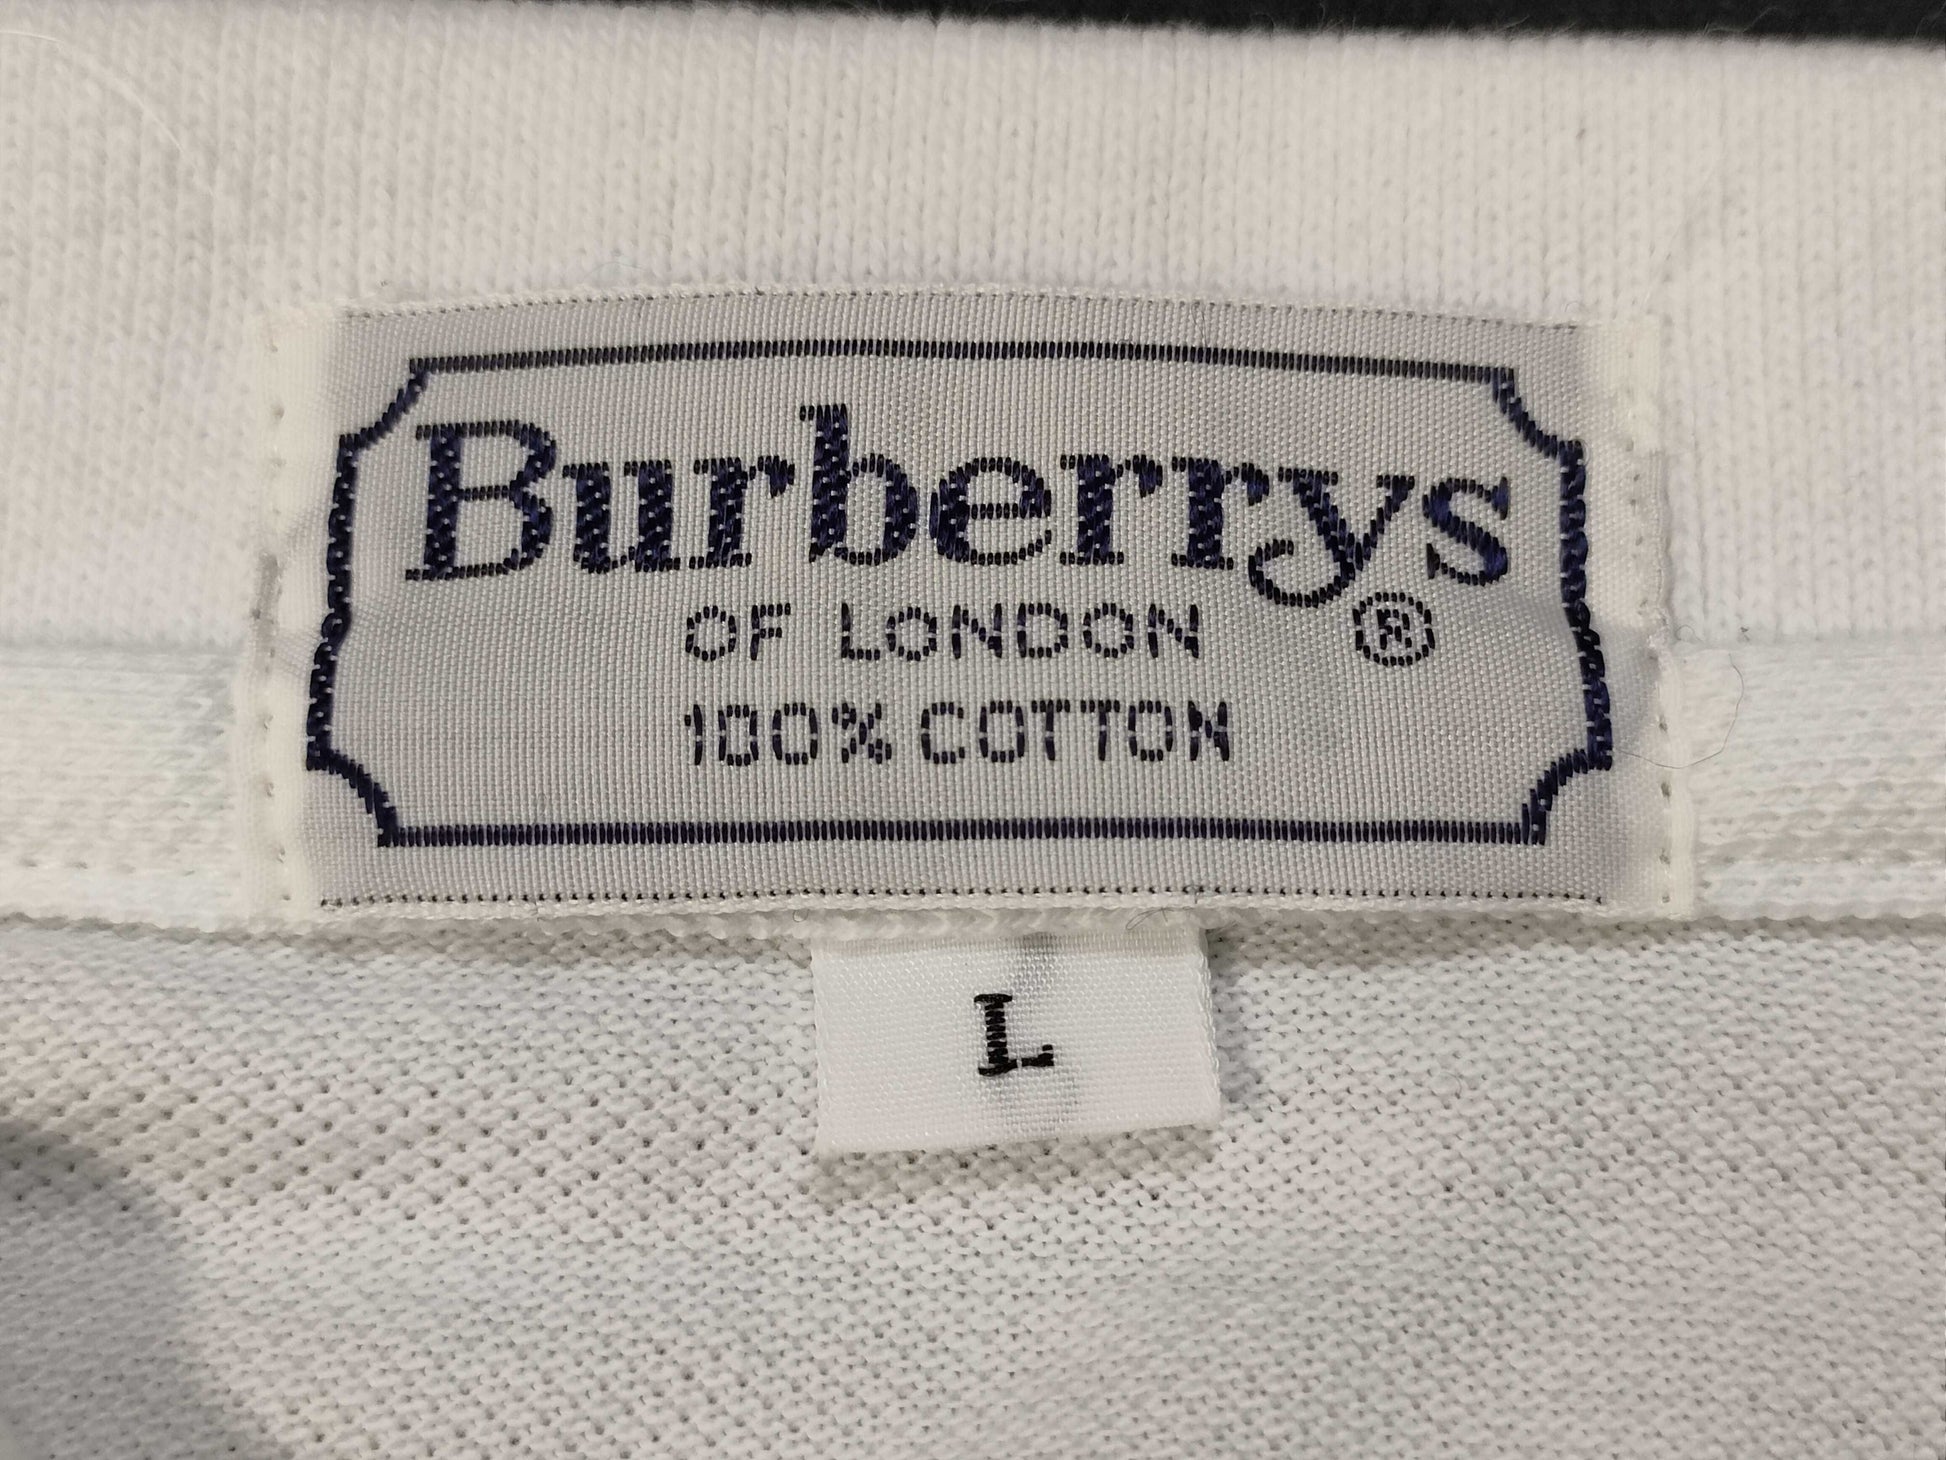 Burberrys
OF LONDON ®
100% COTTON
L